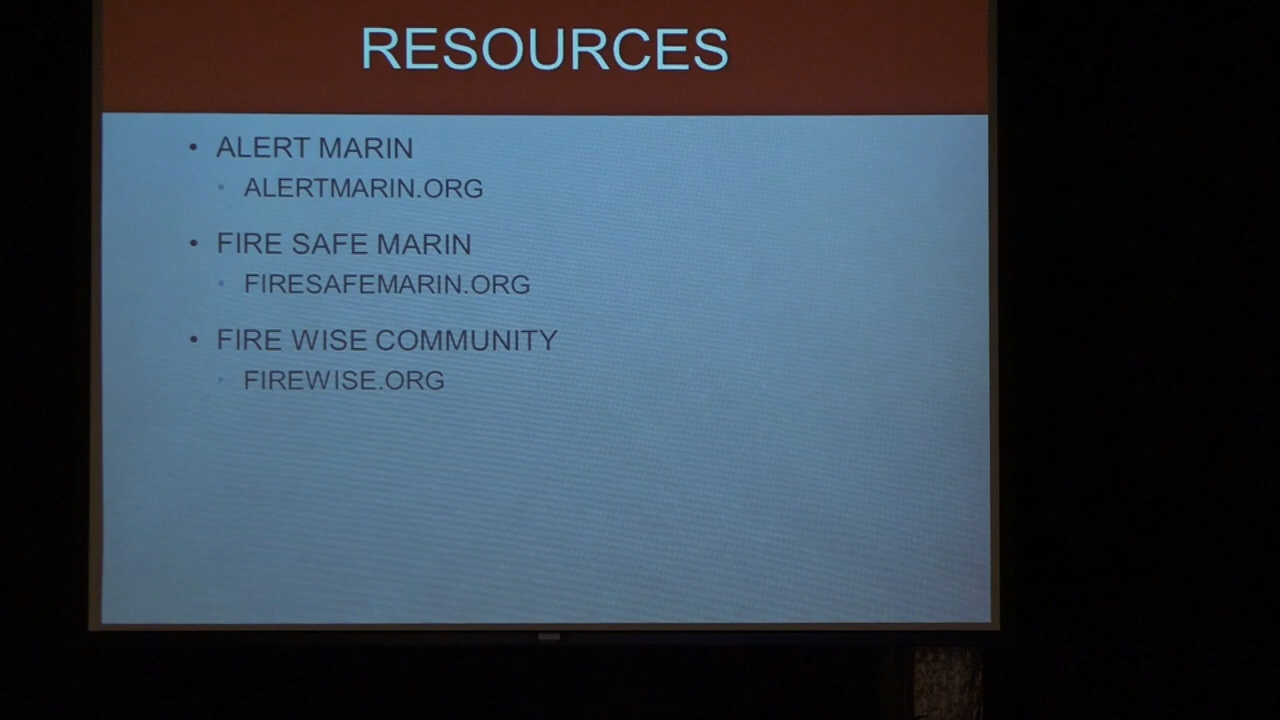 RESOURCES
• ALERT MARIN
• ALERTMARIN.ORG
• FIRE SAFE MARIN
• FIRESAFEMARIN.ORG
• FIRE WISE COMMUNITY
• FIREWISE.ORG